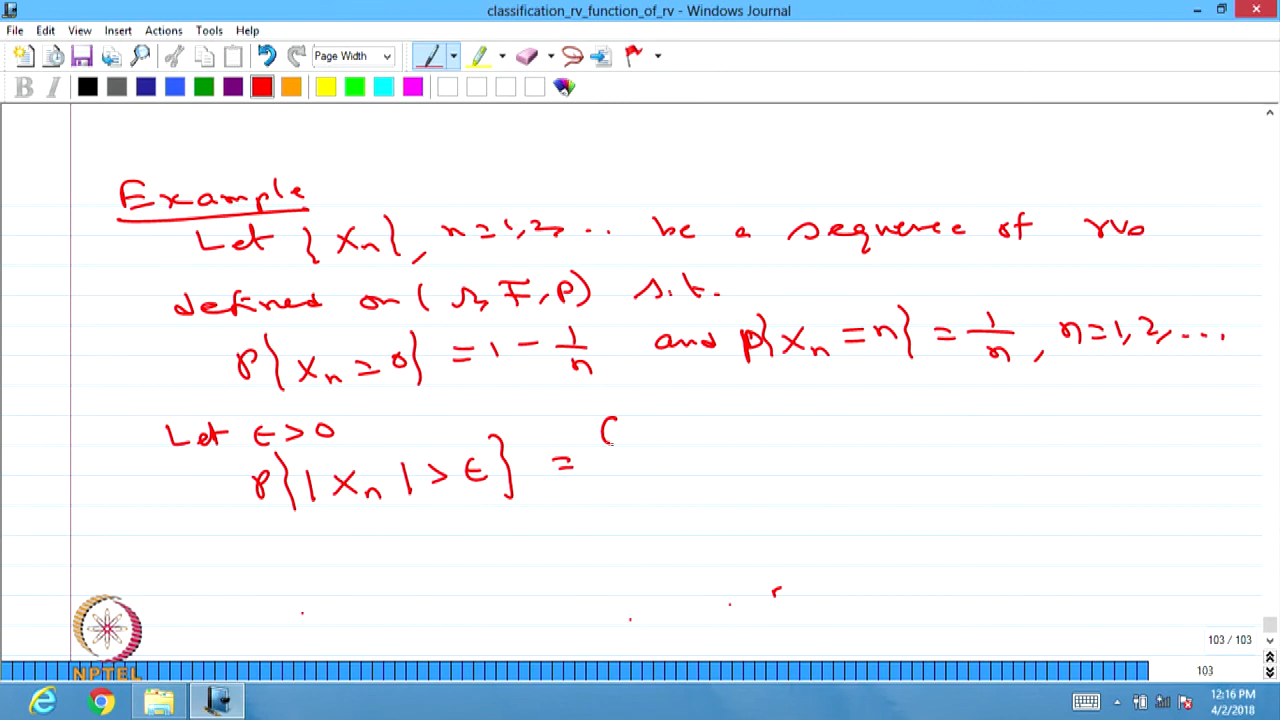 classification_rv_function_of_rv - Windows Journal
File Edit View Insert Actions Tools Help
Page Width
B I
Example
Let {Xn}, n=1,2,... be a sequence of rvs
defined on (Ω, F, P) s.t.
P{Xn=0} = 1 - 1/n and P{Xn=n} = 1/n, n=1,2,...
Let ϵ>0
P{|Xn|>ϵ} =
103 / 103
NPTEL
103
12:16 PM
4/2/2018